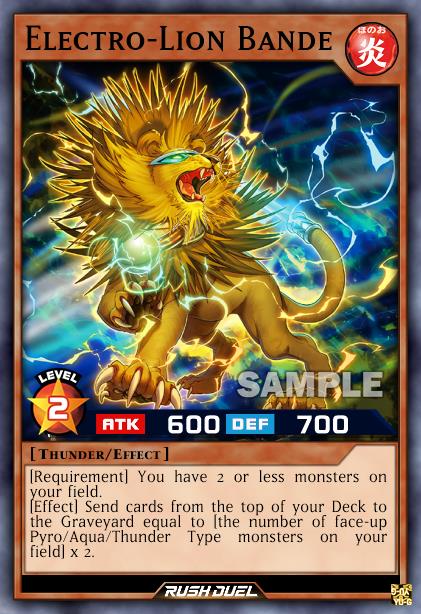 Electro-Lion Bande
ほのお
炎
SAMPLE
LEVEL
2
ATK 600 DEF 700
[Thunder/Effect]
[Requirement] You have 2 or less monsters on
your field.
[Effect] Send cards from the top of your Deck to
the Graveyard equal to [the number of face-up
Pyro/Aqua/Thunder Type monsters on your
field] x 2.
RUSH DUEL